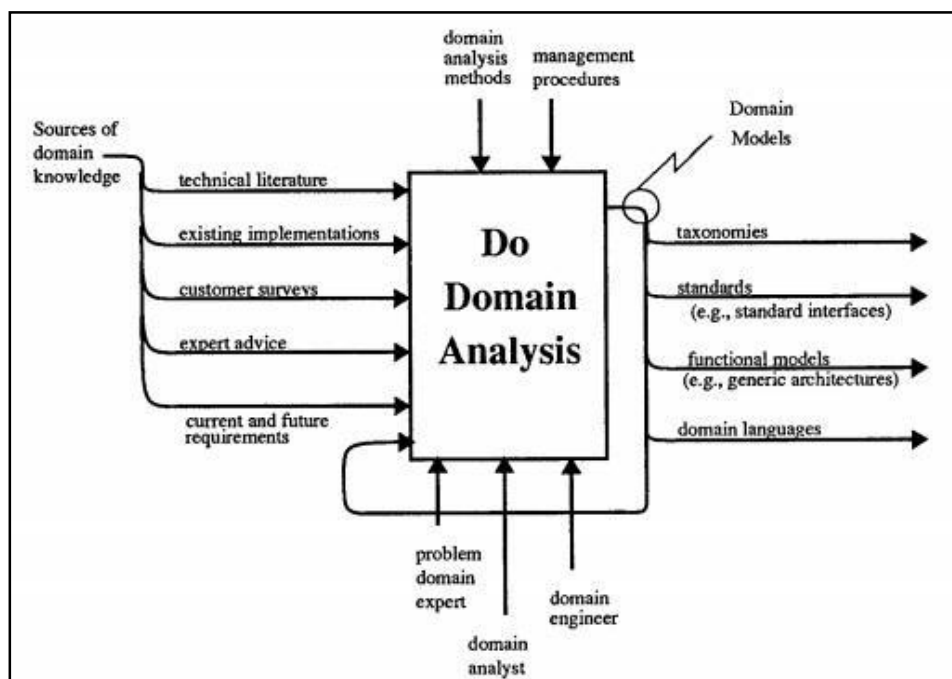 domain
analysis
methods
management
procedures
Domain
Models
Sources of
domain
knowledge
technical literature
existing implementations
customer surveys
expert advice
current and future
requirements
Do
Domain
Analysis
taxonomies
standards
(e.g., standard interfaces)
functional models
(e.g., generic architectures)
domain languages
problem
domain
expert
domain
analyst
domain
engineer